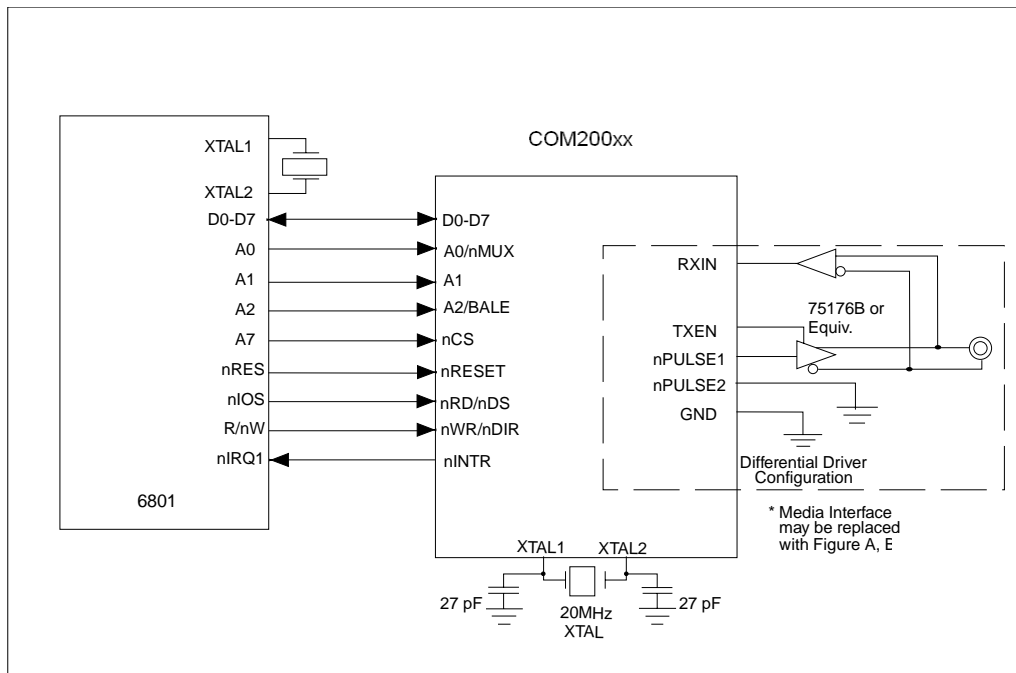 COM200xx
XTAL1
XTAL2
D0-D7
A0
A1
A2
A7
nRES
nIOS
R/nW
nIRQ1
6801
D0-D7
A0/nMUX
A1
A2/BALE
nCS
nRESET
nRD/nDS
nWR/nDIR
nINTR
RXIN
TXEN
nPULSE1
nPULSE2
GND
75176B or
Equiv.
Differential Driver
Configuration
* Media Interface
may be replaced
with Figure A,
XTAL1
XTAL2
27 pF
20MHz
XTAL
27 pF